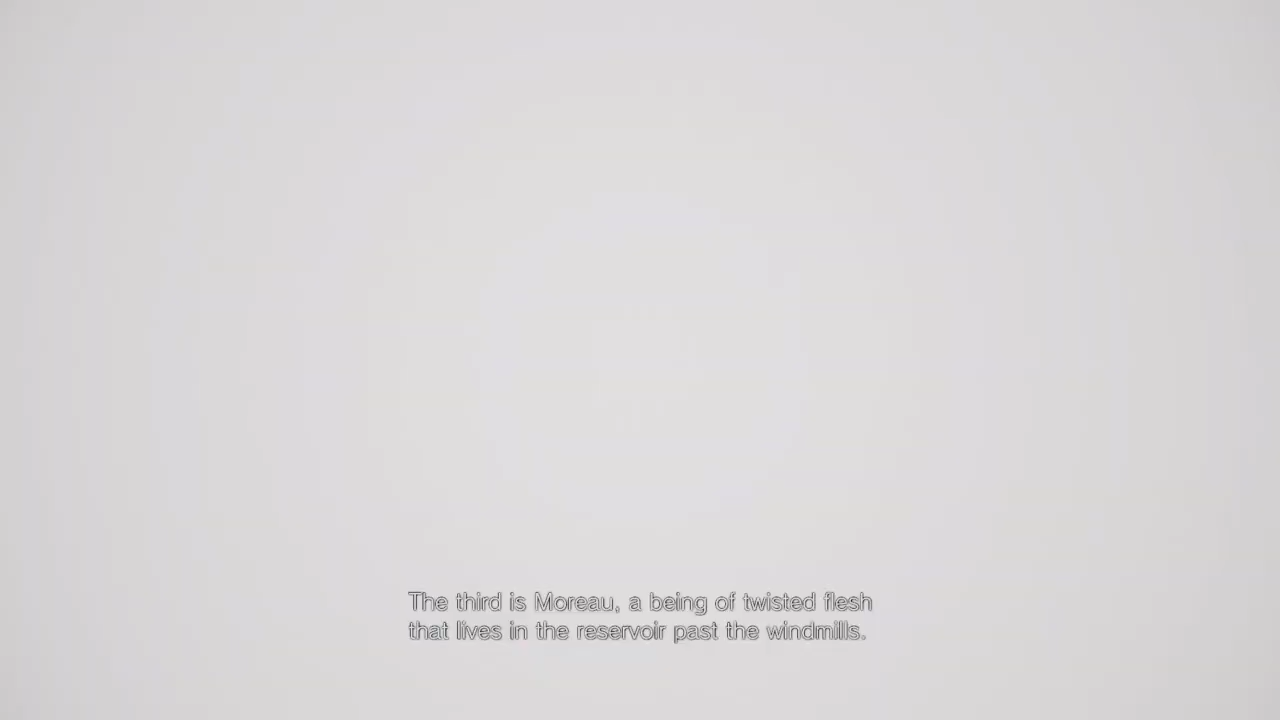 The third is Moreau, a being of twisted flesh
that lives in the reservoir past the windmills.